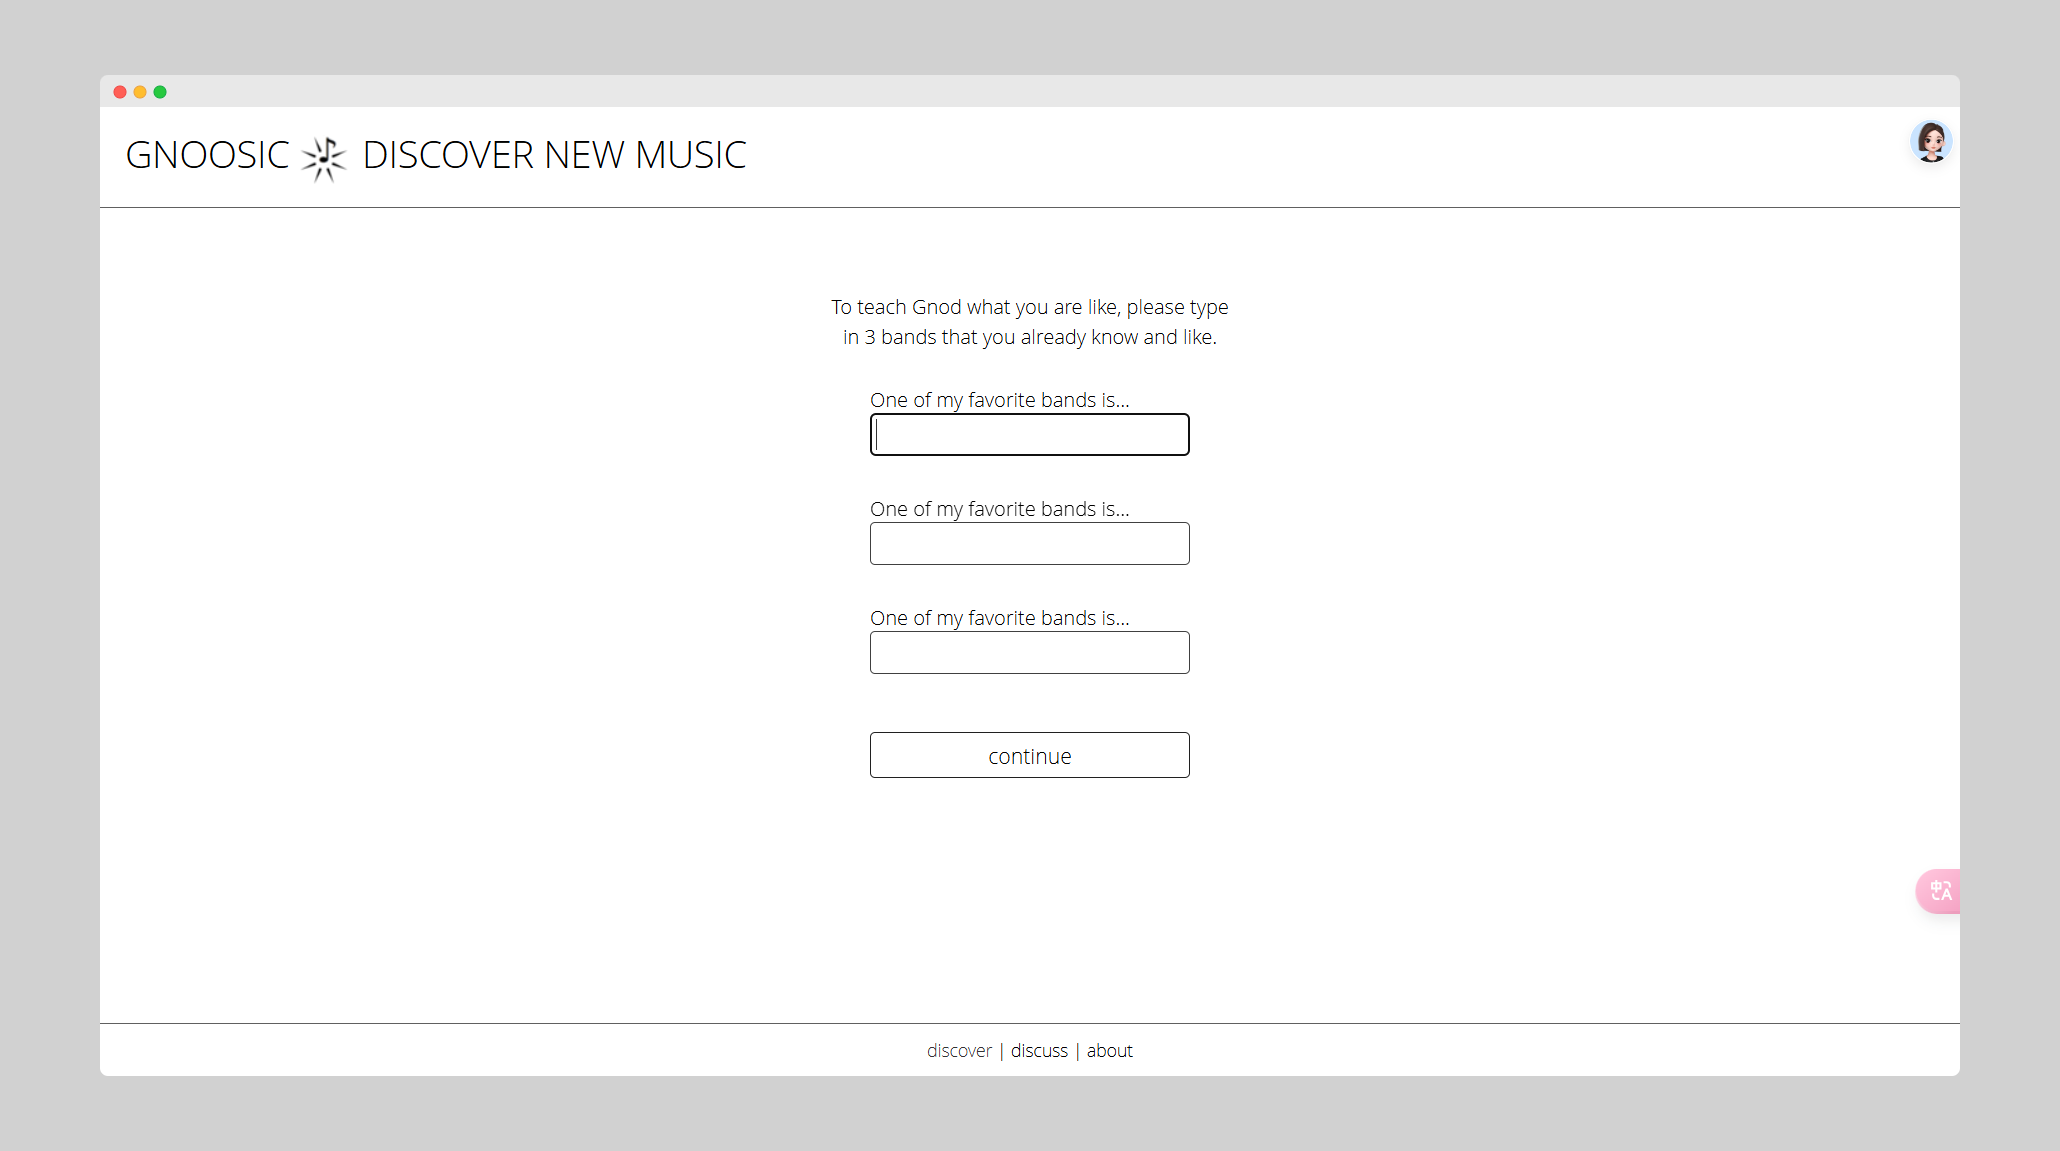 GNOOSIC DISCOVER NEW MUSIC
To teach Gnod what you are like, please type
in 3 bands that you already know and like.
One of my favorite bands is...
One of my favorite bands is...
One of my favorite bands is...
continue
中A
discover | discuss | about